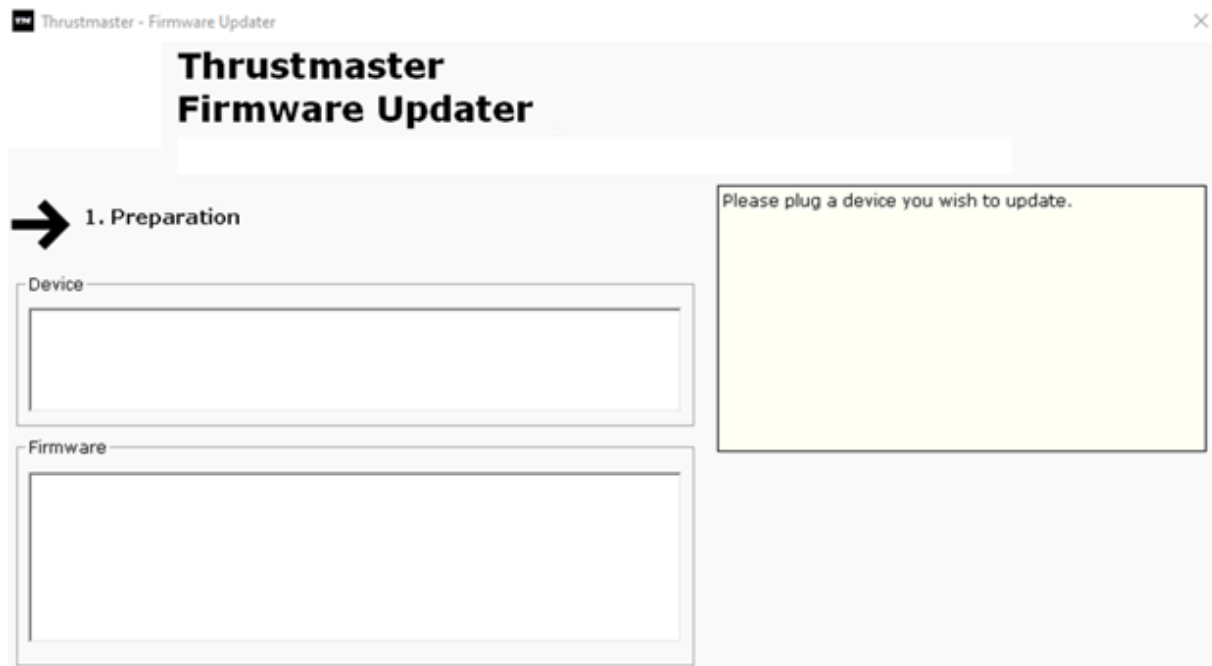 Thrustmaster - Firmware Updater
Thrustmaster
Firmware Updater
1. Preparation
Please plug a device you wish to update.
Device
Firmware